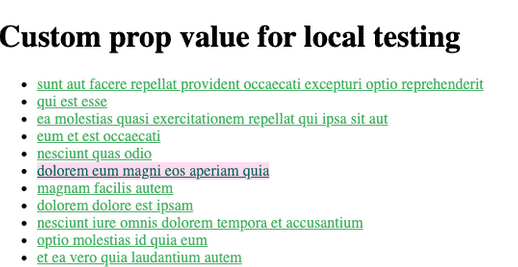 Custom prop value for local testing
sunt aut facere repellat provident occaecati excepturi optio reprehenderit
qui est esse
ea molestias quasi exercitationem repellat qui ipsa sit aut
eum et est occaecati
nesciunt quas odio
dolorem eum magni eos aperiam quia
magnam facilis autem
dolorem dolore est ipsam
nesciunt iure omnis dolorem tempora et accusantium
optio molestias id quia eum
et ea vero quia laudantium autem